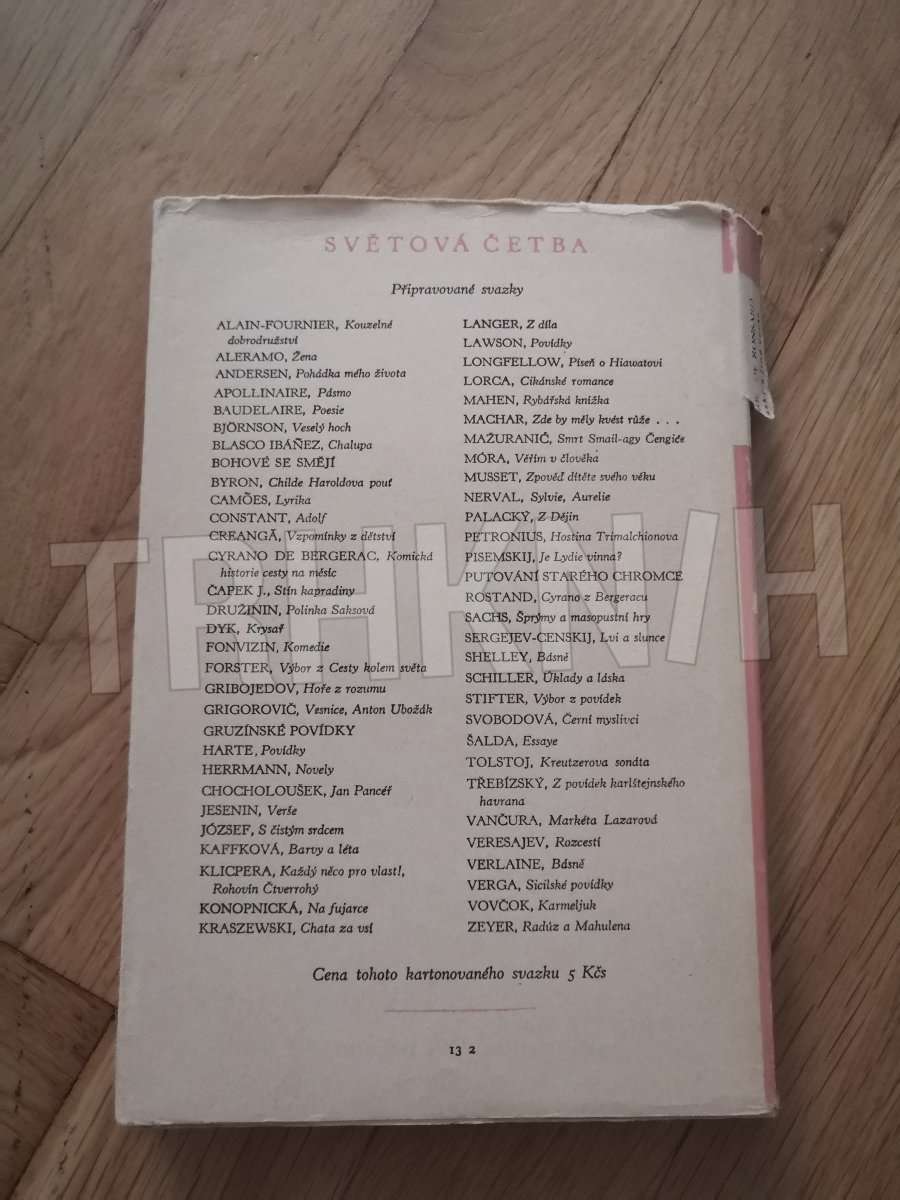 SVĚTOVÁ ČETBA
Připravované svazky
ALAIN-FOURNIER, Kouzelné
dobrodružství
ALERAMO, Žena
ANDERSEN, Pohádka mého života
APOLLINAIRE, Pásmo
BAUDELAIRE, Poesie
BJÖRNSON, Veselý hoch
BLASCO IBÁÑEZ, Chalupa
BOHOVÉ SE SMĚJÍ
BYRON, Childe Haroldova pouť
CAMÕES, Lyrika
CONSTANT, Adolf
CREANGĂ, Vzpomínky z dětství
CYRANO DE BERGERAC, Komická
historie cesty na měsíc
ČAPEK J., Stín kapradiny
DRUŽININ, Polinka Saksová
DYK, Krysař
FONVIZIN, Komedie
FORSTER, Výbor z Cesty kolem světa
GRIBOJEDOV, Hoře z rozumu
GRIGOROVIČ, Vesnice, Anton Ubožák
GRUZÍNSKÉ POVÍDKY
HARTE, Povídky
HERRMANN, Novely
CHOCHOLOUŠEK, Jan Pancéř
JESENIN, Verše
JÓZSEF, S čistým srdcem
KAFFKOVÁ, Barvy a léta
KLICPERA, Každý něco pro vlast!,
Rohovín Čtverrohý
KONOPNICKÁ, Na fujarce
KRASZEWSKI, Chata za vsí
LANGER, Z díla
LAWSON, Povídky
LONGFELLOW, Píseň o Hiawatovi
LORCA, Cikánské romance
MAHEN, Rybářská knížka
MACHAR, Zde by měly kvést růže . . .
MAŽURANIĆ, Smrt Smail-agy Čengiče
MÓRA, Věřím v člověka
MUSSET, Zpověď dítěte svého věku
NERVAL, Sylvie, Aurelie
PALACKÝ, Z Dějin
PETRONIUS, Hostina Trimalchionova
PISEMSKIJ, Je Lydie vinna?
PUTOVÁNÍ STARÉHO CHROMCE
ROSTAND, Cyrano z Bergeracu
SACHS, Šprýmy a masopustní hry
SERGEJEV-CENSKIJ, Lvi a slunce
SHELLEY, Básně
SCHILLER, Úklady a láska
STIFTER, Výbor z povídek
SVOBODOVÁ, Černí myslivci
ŠALDA, Essaye
TOLSTOJ, Kreutzerova sonáta
TŘEBÍZSKÝ, Z povídek karlštejnského
havrana
VANČURA, Markéta Lazarová
VERESAJEV, Rozcestí
VERLAINE, Básně
VERGA, Sicilské povídky
VOVČOK, Karmeljuk
ZEYER, Radúz a Mahulena
Cena tohoto kartonovaného svazku 5 Kčs
13 2
RONSARD
TRHKNIH